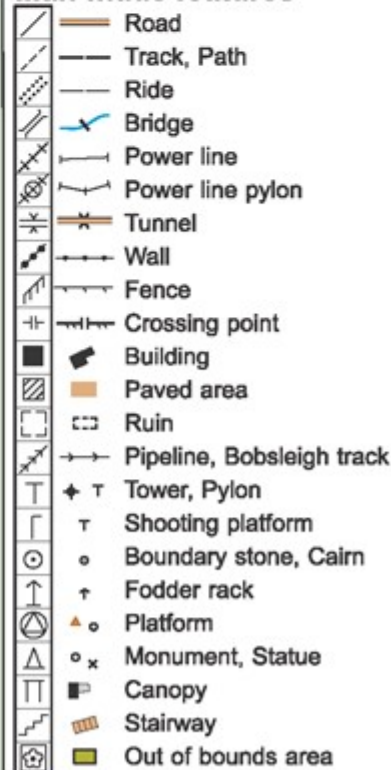 Road
Track, Path
Ride
Bridge
Power line
Power line pylon
Tunnel
Wall
Fence
Crossing point
Building
Paved area
Ruin
Pipeline, Bobsleigh track
Tower, Pylon
Shooting platform
Boundary stone, Cairn
Fodder rack
Platform
Monument, Statue
Canopy
Stairway
Out of bounds area